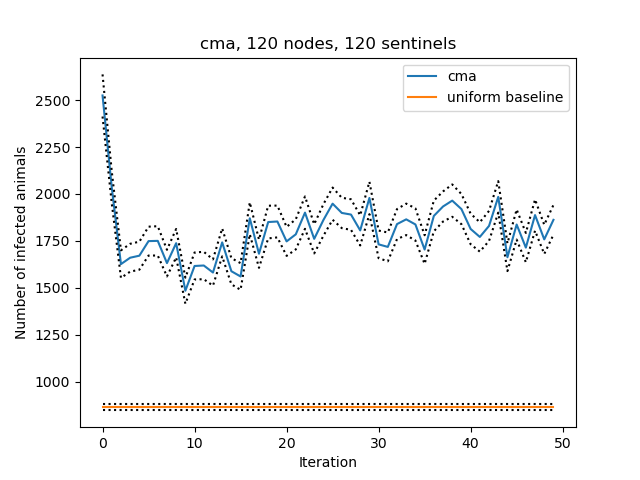 cma, 120 nodes, 120 sentinels
cma
uniform baseline
Number of infected animals
2500
2250
2000
1750
1500
1250
1000
0
10
20
30
40
50
Iteration